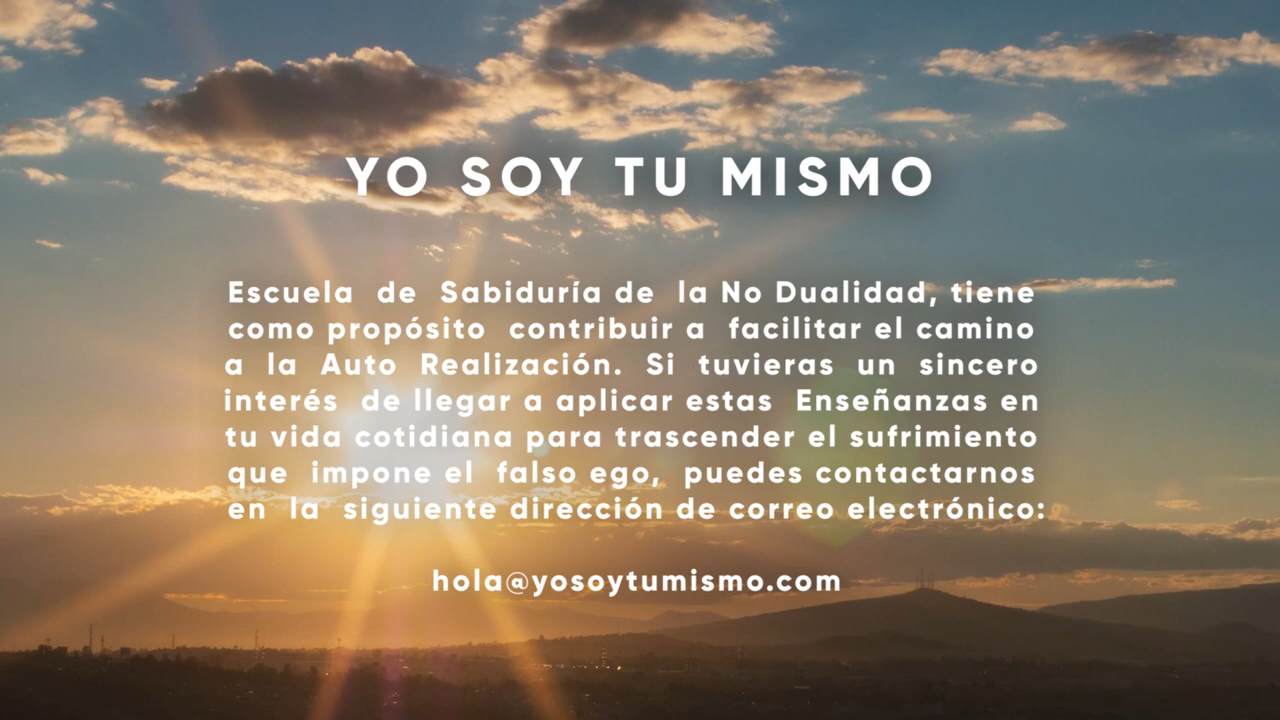 YO SOY TU MISMO
Escuela de Sabiduría de la No Dualidad, tiene
como propósito contribuir a facilitar el camino
a la Auto Realización. Si tuvieras un sincero
interés de llegar a aplicar estas Enseñanzas en
tu vida cotidiana para trascender el sufrimiento
que impone el falso ego, puedes contactarnos
en la siguiente dirección de correo electrónico:
hola@yosoytumismo.com